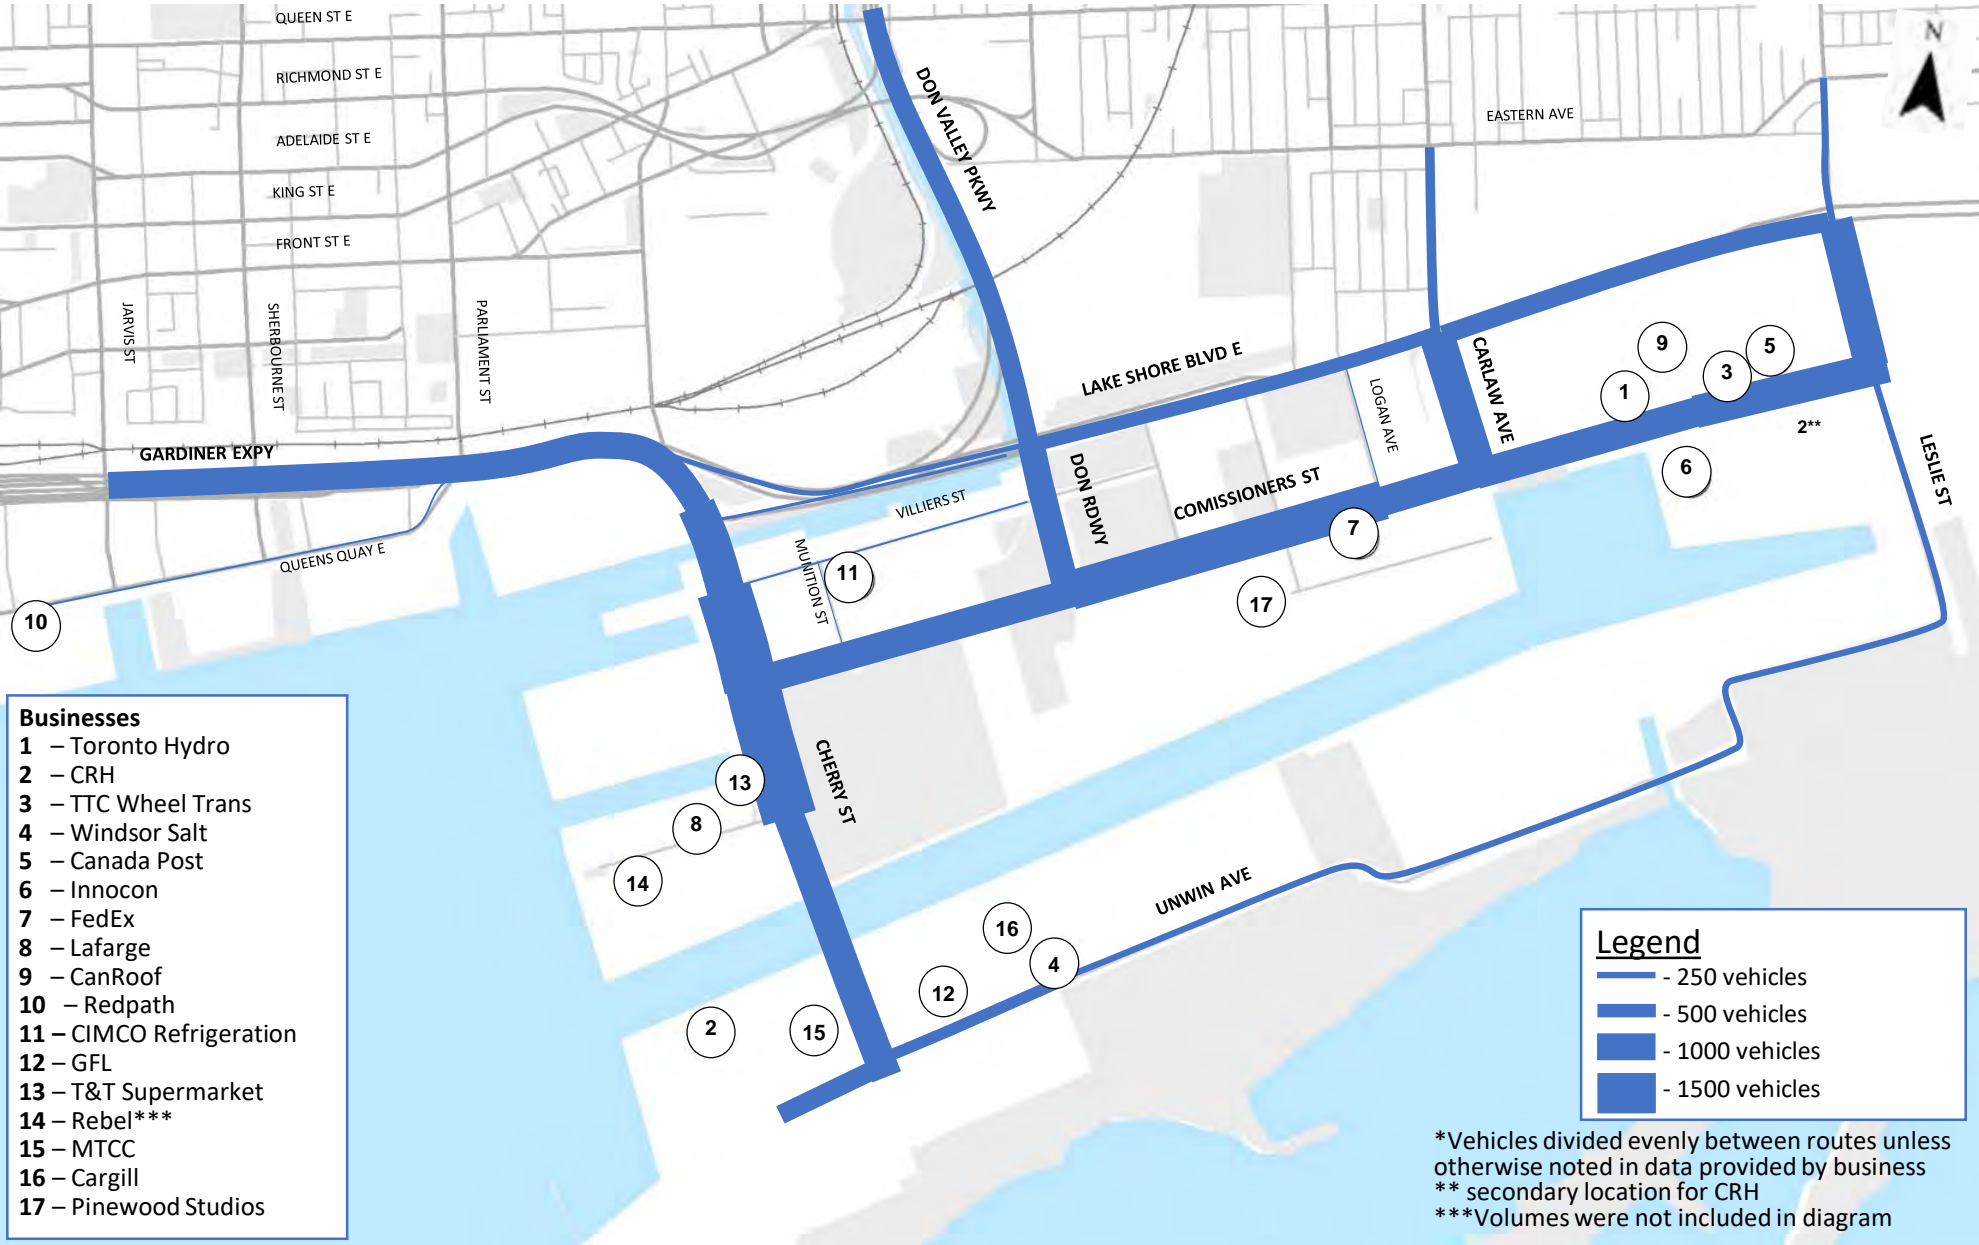 QUEEN ST E
RICHMOND ST E
ADELAIDE ST E
KING ST E
FRONT ST E
JARVIS ST
SHERBOURNE ST
PARLIAMENT ST
DON VALLEY PKWY
EASTERN AVE
N
GARDINER EXPY
QUEENS QUAY E
LAKE SHORE BLVD E
VILLIERS ST
MUNITION ST
DON RDWY
COMISSIONERS ST
LOGAN AVE
CARLAW AVE
LESLIE ST
CHERRY ST
UNWIN AVE
9
5
3
1
2**
6
7
17
11
10
13
8
14
16
4
12
2
15
Businesses
1 – Toronto Hydro
2 – CRH
3 – TTC Wheel Trans
4 – Windsor Salt
5 – Canada Post
6 – Innocon
7 – FedEx
8 – Lafarge
9 – CanRoof
10 – Redpath
11 – CIMCO Refrigeration
12 – GFL
13 – T&T Supermarket
14 – Rebel***
15 – MTCC
16 – Cargill
17 – Pinewood Studios
Legend
- 250 vehicles
- 500 vehicles
- 1000 vehicles
- 1500 vehicles
*Vehicles divided evenly between routes unless
otherwise noted in data provided by business
** secondary location for CRH
***Volumes were not included in diagram